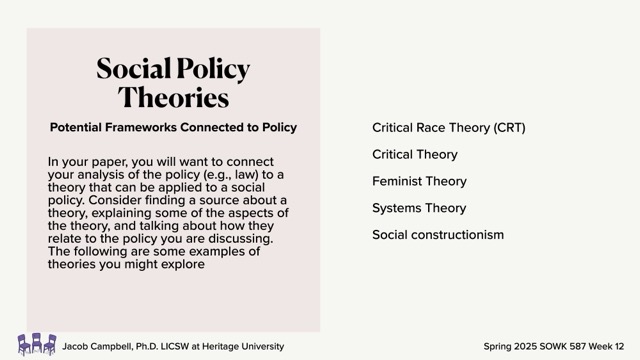 Social Policy
Theories
Potential Frameworks Connected to Policy
In your paper, you will want to connect
your analysis of the policy (e.g., law) to a
theory that can be applied to a social
policy. Consider finding a source about a
theory, explaining some of the aspects of
the theory, and talking about how they
relate to the policy you are discussing.
The following are some examples of
theories you might explore
Critical Race Theory (CRT)
Critical Theory
Feminist Theory
Systems Theory
Social constructionism
Jacob Campbell, Ph.D. LICSW at Heritage University
Spring 2025 SOWK 587 Week 12